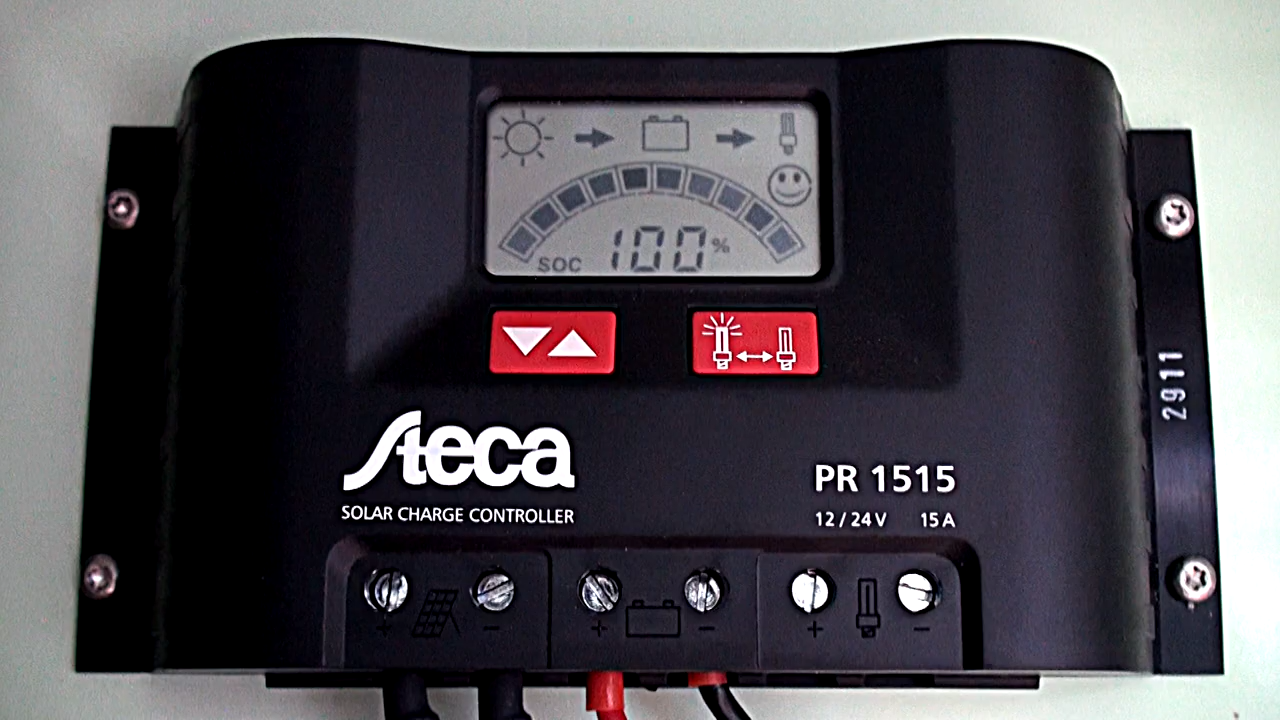 SOC 100%
2911
Steca
SOLAR CHARGE CONTROLLER
PR 1515
12/24V 15A
+ - + - + -